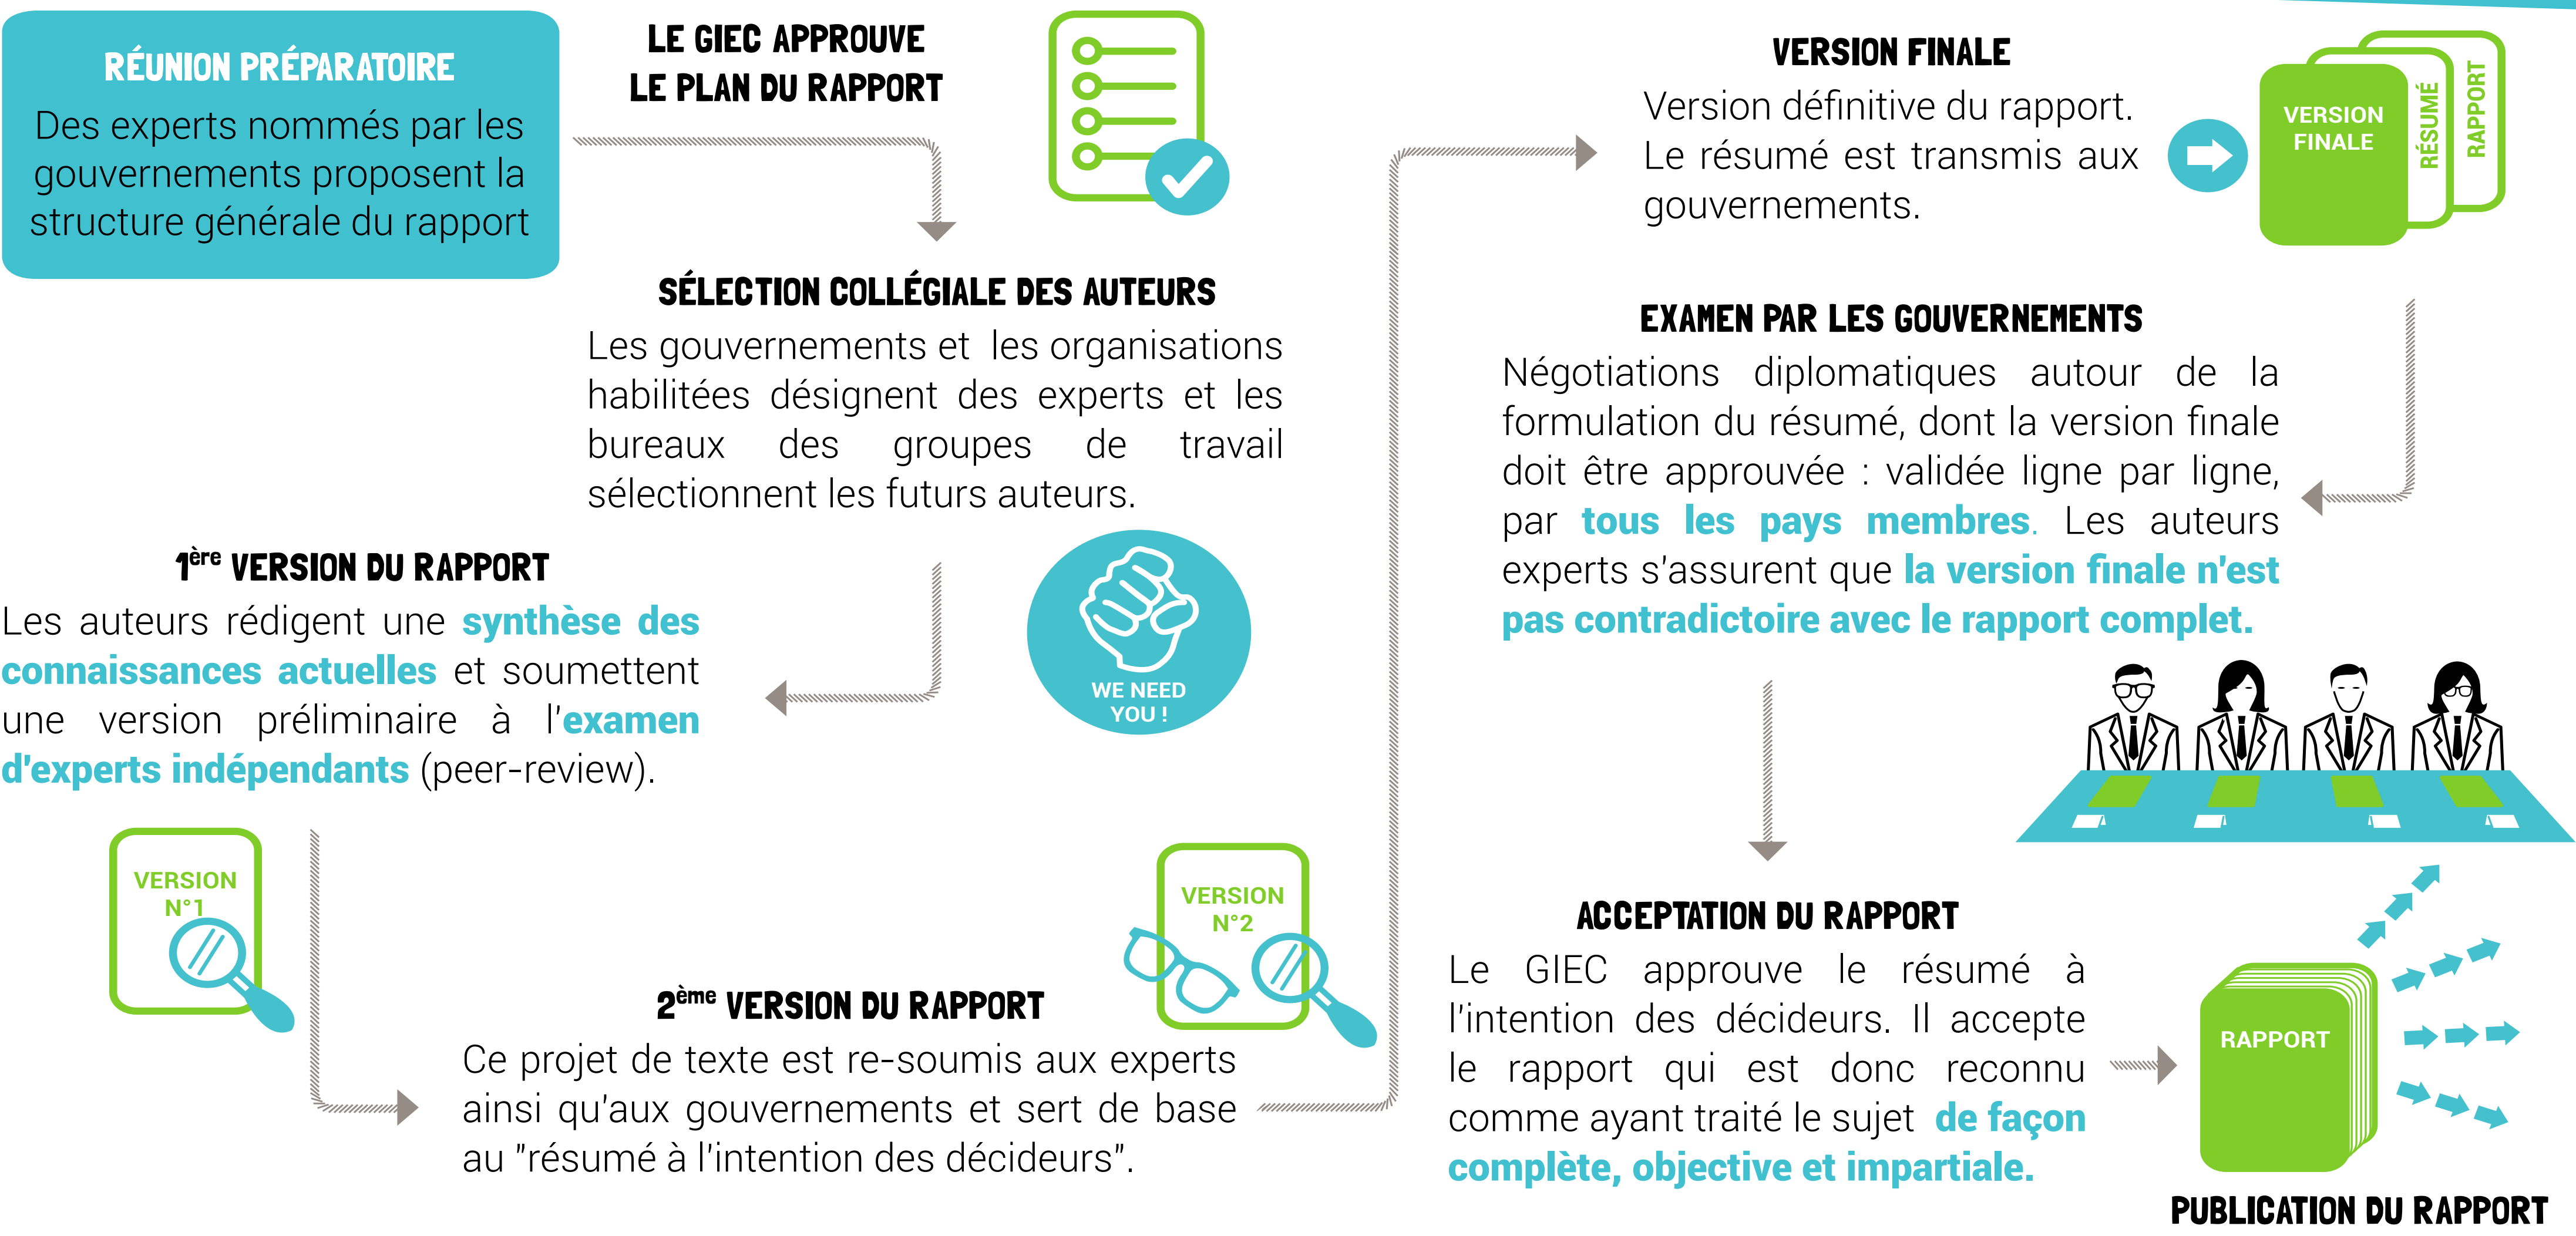 RÉUNION PRÉPARATOIRE
Des experts nommés par les
gouvernements proposent la
structure générale du rapport
LE GIEC APPROUVE
LE PLAN DU RAPPORT
SÉLECTION COLLÉGIALE DES AUTEURS
Les gouvernements et les organisations
habilitées désignent des experts et les
bureaux des groupes de travail
sélectionnent les futurs auteurs.
WE NEED
YOU !
1ère VERSION DU RAPPORT
Les auteurs rédigent une synthèse des
connaissances actuelles et soumettent
une version préliminaire à l'examen
d'experts indépendants (peer-review).
VERSION
N°1
2ème VERSION DU RAPPORT
Ce projet de texte est re-soumis aux experts
ainsi qu'aux gouvernements et sert de base
au "résumé à l'intention des décideurs".
VERSION
N°2
VERSION FINALE
Version définitive du rapport.
Le résumé est transmis aux
gouvernements.
VERSION
FINALE
RÉSUMÉ
RAPPORT
EXAMEN PAR LES GOUVERNEMENTS
Négotiations diplomatiques autour de la
formulation du résumé, dont la version finale
doit être approuvée : validée ligne par ligne,
par tous les pays membres. Les auteurs
experts s'assurent que la version finale n'est
pas contradictoire avec le rapport complet.
ACCEPTATION DU RAPPORT
Le GIEC approuve le résumé à
l'intention des décideurs. Il accepte
le rapport qui est donc reconnu
comme ayant traité le sujet de façon
complète, objective et impartiale.
RAPPORT
PUBLICATION DU RAPPORT